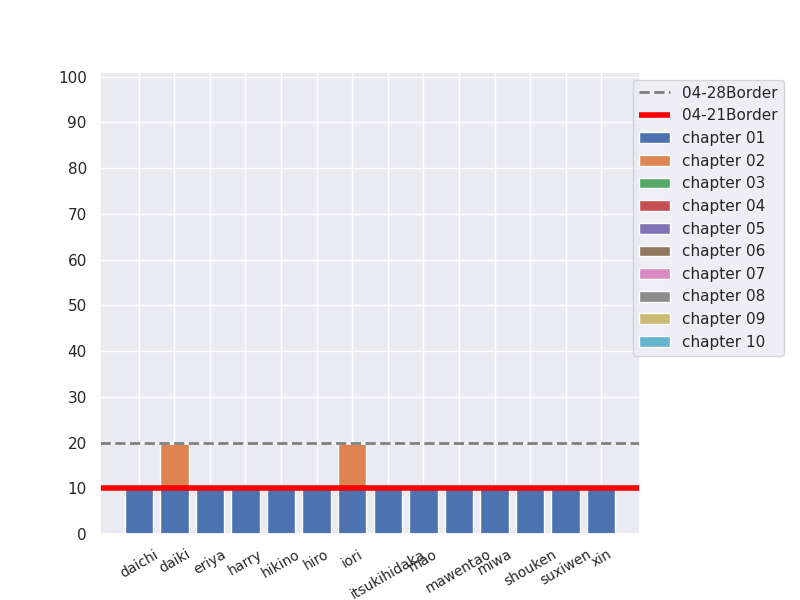 100
90
80
70
60
50
40
30
20
10
0
daichi
daiki
eriya
harry
hikino
hiro
iori
itsukihidaka
mao
mawentao
miwa
shouken
suxiwen
xin
04-28Border
04-21Border
chapter 01
chapter 02
chapter 03
chapter 04
chapter 05
chapter 06
chapter 07
chapter 08
chapter 09
chapter 10